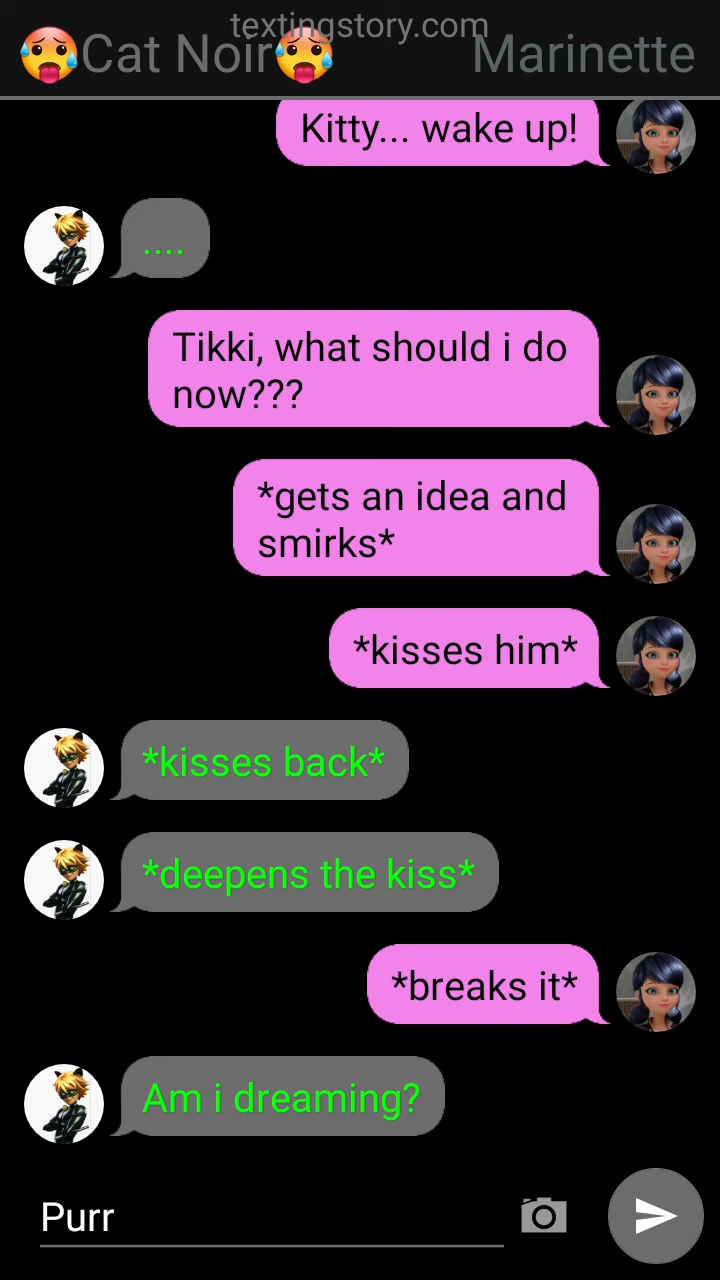 textingstory.com
🥵Cat Noir🥵 Marinette
Kitty... wake up!
....
Tikki, what should i do
now???
*gets an idea and
smirks*
*kisses him*
*kisses back*
*deepens the kiss*
*breaks it*
Am i dreaming?
Purr